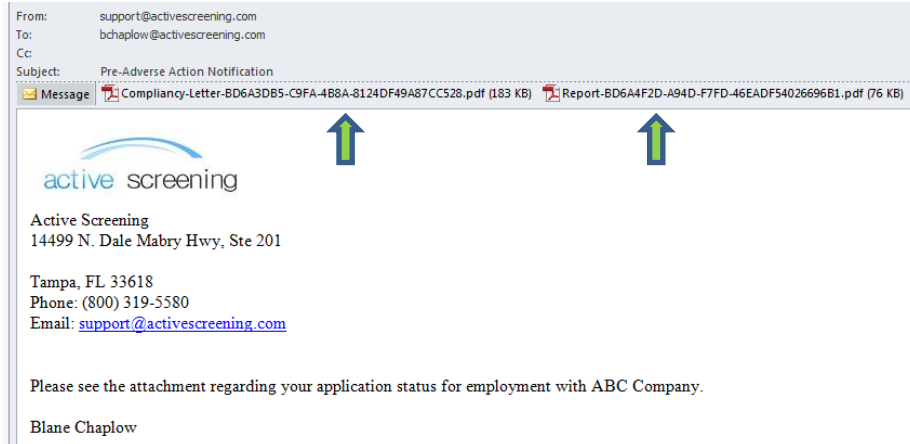 From: support@activescreening.com
To: bchaplow@activescreening.com
Cc:
Subject: Pre-Adverse Action Notification
Message Compliancy-Letter-BD6A3DB5-C9FA-4B8A-8124DF49A87CC528.pdf (183 KB) Report-BD6A4F2D-A94D-F7FD-46EADF54026696B1.pdf (76 KB)
active screening
Active Screening
14499 N. Dale Mabry Hwy, Ste 201
Tampa, FL 33618
Phone: (800) 319-5580
Email: support@activescreening.com
Please see the attachment regarding your application status for employment with ABC Company.
Blane Chaplow